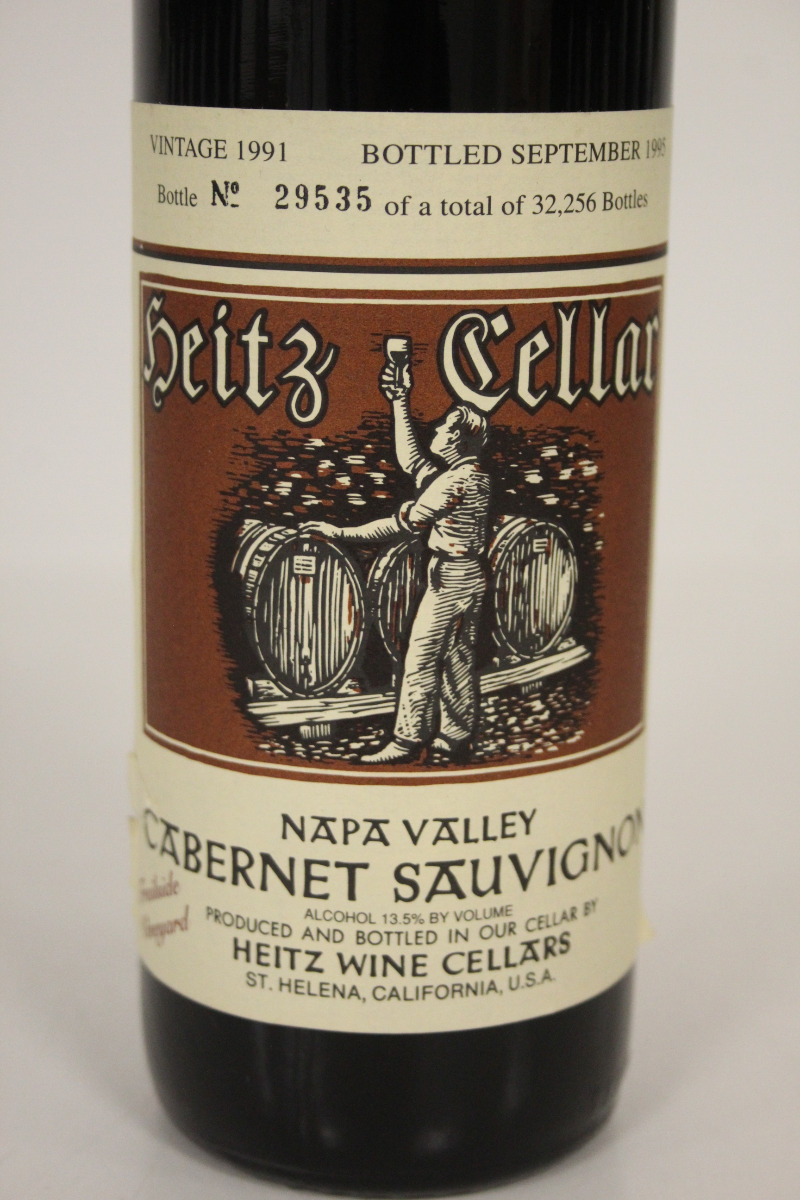 VINTAGE 1991 BOTTLED SEPTEMBER 1995
Bottle Nº 29535 of a total of 32,256 Bottles
Heitz Cellar
NAPA VALLEY
CABERNET SAUVIGNON
Trailside
Vineyard
ALCOHOL 13.5% BY VOLUME
PRODUCED AND BOTTLED IN OUR CELLAR BY
HEITZ WINE CELLARS
ST. HELENA, CALIFORNIA, U.S.A.